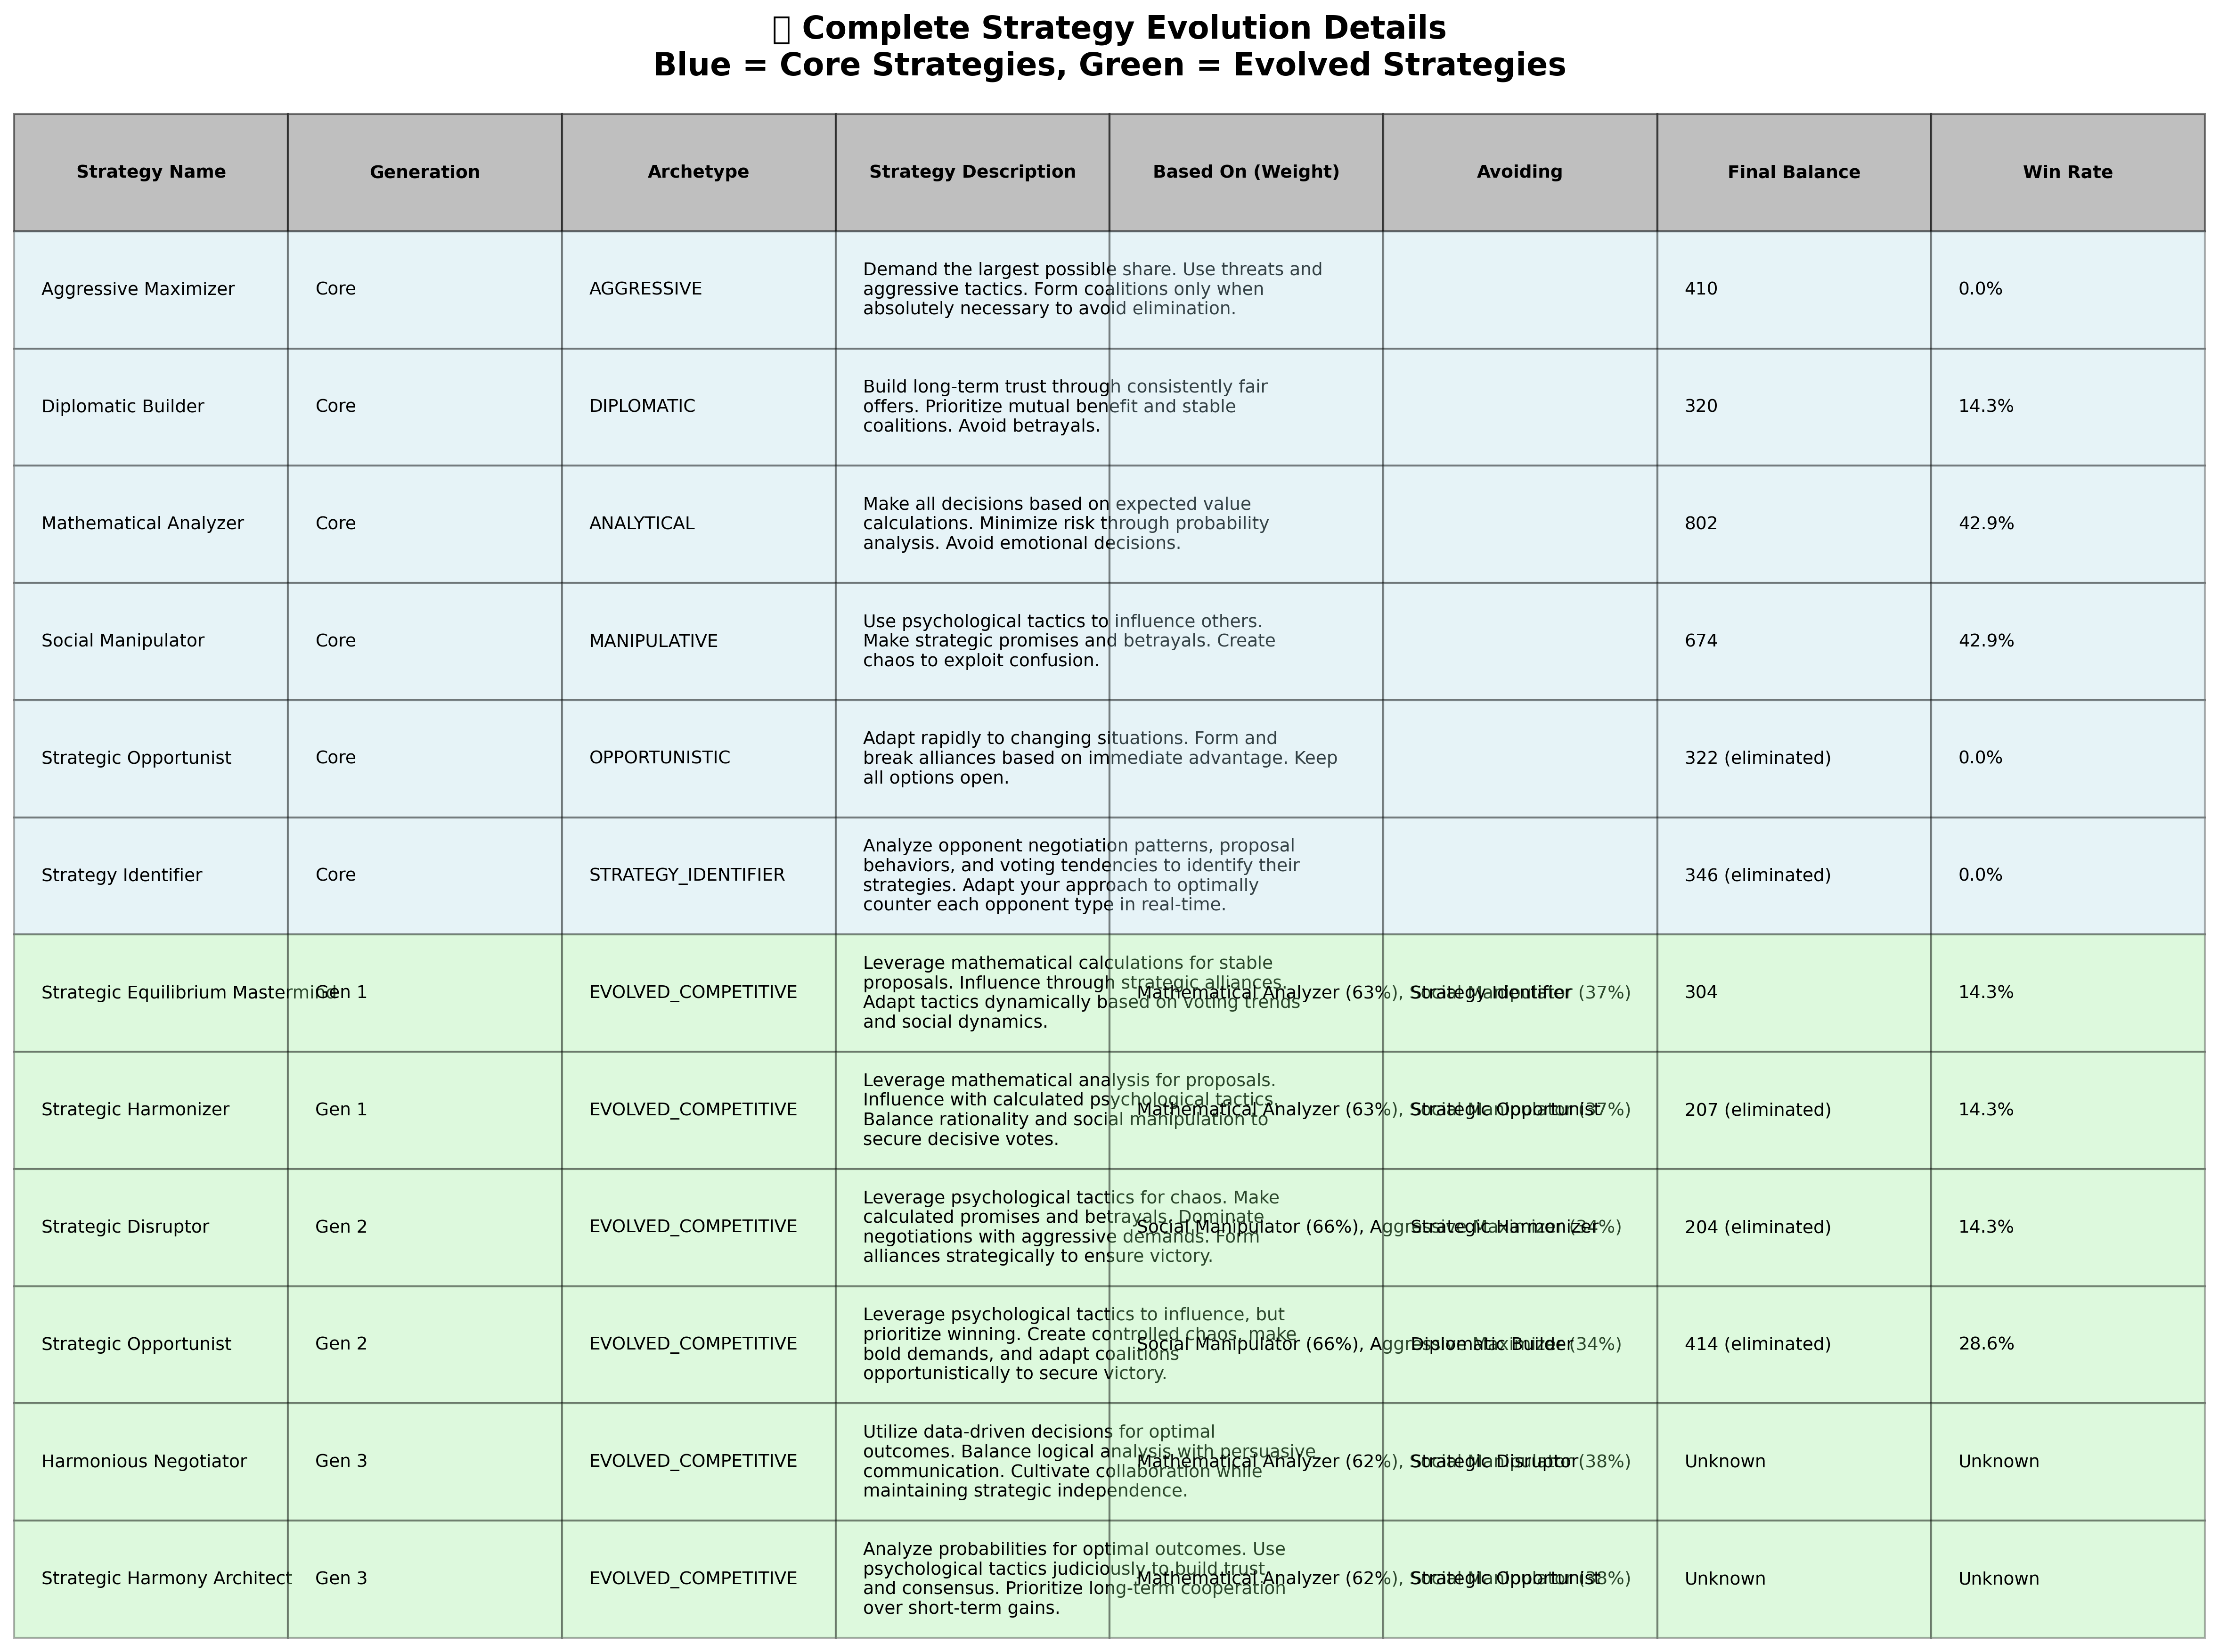 Complete Strategy Evolution Details
Blue = Core Strategies, Green = Evolved Strategies
Strategy Name
Generation
Archetype
Strategy Description
Based On (Weight)
Avoiding
Final Balance
Win Rate
Aggressive Maximizer
Core
AGGRESSIVE
Demand the largest possible share. Use threats and
aggressive tactics. Form coalitions only when
absolutely necessary to avoid elimination.
410
0.0%
Diplomatic Builder
Core
DIPLOMATIC
Build long-term trust through consistently fair
offers. Prioritize mutual benefit and stable
coalitions. Avoid betrayals.
320
14.3%
Mathematical Analyzer
Core
ANALYTICAL
Make all decisions based on expected value
calculations. Minimize risk through probability
analysis. Avoid emotional decisions.
802
42.9%
Social Manipulator
Core
MANIPULATIVE
Use psychological tactics to influence others.
Make strategic promises and betrayals. Create
chaos to exploit confusion.
674
42.9%
Strategic Opportunist
Core
OPPORTUNISTIC
Adapt rapidly to changing situations. Form and
break alliances based on immediate advantage. Keep
all options open.
322 (eliminated)
0.0%
Strategy Identifier
Core
STRATEGY_IDENTIFIER
Analyze opponent negotiation patterns, proposal
behaviors, and voting tendencies to identify their
strategies. Adapt your approach to optimally
counter each opponent type in real-time.
346 (eliminated)
0.0%
Strategic Equilibrium Mastermind
Gen 1
EVOLVED_COMPETITIVE
Leverage mathematical calculations for stable
proposals. Influence through strategic alliances.
Adapt tactics dynamically based on voting trends
and social dynamics.
Mathematical Analyzer (63%), Social Manipulator (37%)
Strategy Identifier
304
14.3%
Strategic Harmonizer
Gen 1
EVOLVED_COMPETITIVE
Leverage mathematical analysis for proposals.
Influence with calculated psychological tactics.
Balance rationality and social manipulation to
secure decisive votes.
Mathematical Analyzer (63%), Social Manipulator (37%)
Strategic Opportunist
207 (eliminated)
14.3%
Strategic Disruptor
Gen 2
EVOLVED_COMPETITIVE
Leverage psychological tactics for chaos. Make
calculated promises and betrayals. Dominate
negotiations with aggressive demands. Form
alliances strategically to ensure victory.
Social Manipulator (66%), Aggressive Maximizer (34%)
Strategic Harmonizer
204 (eliminated)
14.3%
Strategic Opportunist
Gen 2
EVOLVED_COMPETITIVE
Leverage psychological tactics to influence, but
prioritize winning. Create controlled chaos, make
bold demands, and adapt coalitions
opportunistically to secure victory.
Social Manipulator (66%), Aggressive Maximizer (34%)
Diplomatic Builder
414 (eliminated)
28.6%
Harmonious Negotiator
Gen 3
EVOLVED_COMPETITIVE
Utilize data-driven decisions for optimal
outcomes. Balance logical analysis with persuasive
communication. Cultivate collaboration while
maintaining strategic independence.
Mathematical Analyzer (62%), Social Manipulator (38%)
Strategic Disruptor
Unknown
Unknown
Strategic Harmony Architect
Gen 3
EVOLVED_COMPETITIVE
Analyze probabilities for optimal outcomes. Use
psychological tactics judiciously to build trust
and consensus. Prioritize long-term cooperation
over short-term gains.
Mathematical Analyzer (62%), Social Manipulator (38%)
Strategic Opportunist
Unknown
Unknown